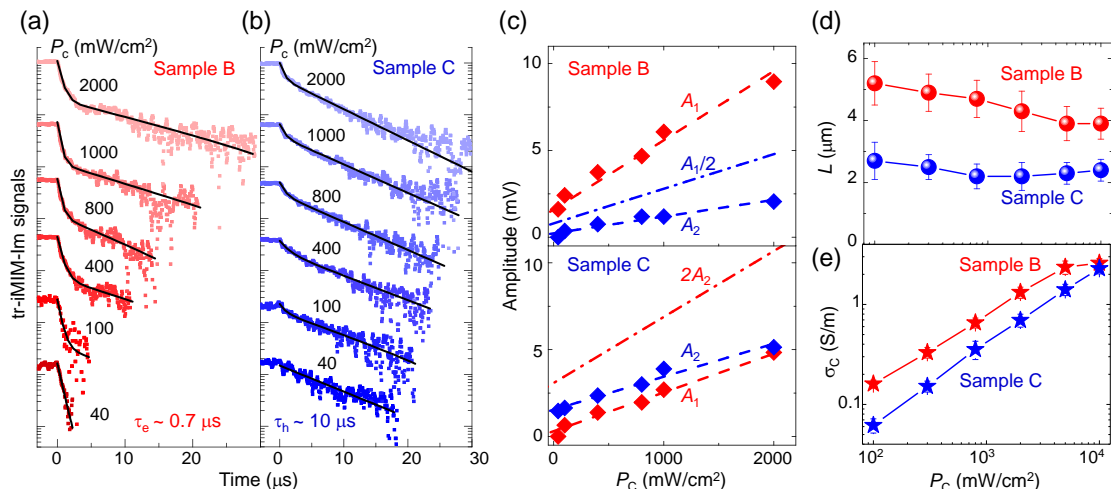 (a)
P_c (mW/cm²)
Sample B
2000
1000
800
400
100
40
τ_e ~ 0.7 μs
tr-iMIM-Im signals
0
10
20
Time (μs)
(b)
P_c (mW/cm²)
Sample C
2000
1000
800
400
100
40
τ_h ~ 10 μs
0
10
20
30
(c)
Sample B
A₁
A₁/2
A₂
10
5
0
Amplitude (mV)
Sample C
2A₂
A₂
A₁
10
5
0
0
1000
2000
P_C (mW/cm²)
(d)
Sample B
Sample C
6
4
2
0
L (μm)
(e)
Sample B
Sample C
1
0.1
σ_C (S/m)
10²
10³
10⁴
P_C (mW/cm²)